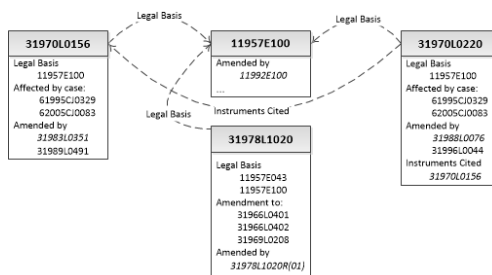 Legal Basis
Legal Basis
31970L0156
Legal Basis
11957E100
Affected by case:
61995CJ0329
62005CJ0083
Amended by
31983L0351
31989L0491
11957E100
Amended by
11992E100
...
31970L0220
Legal Basis
11957E100
Affected by case:
61995CJ0329
62005CJ0083
Amended by
31988L0076
31996L0044
Instruments Cited
31970L0156
Legal Basis
Instruments Cited
31978L1020
Legal Basis
11957E043
11957E100
Amendment to:
31966L0401
31966L0402
31969L0208
Amended by
31978L1020R(01)